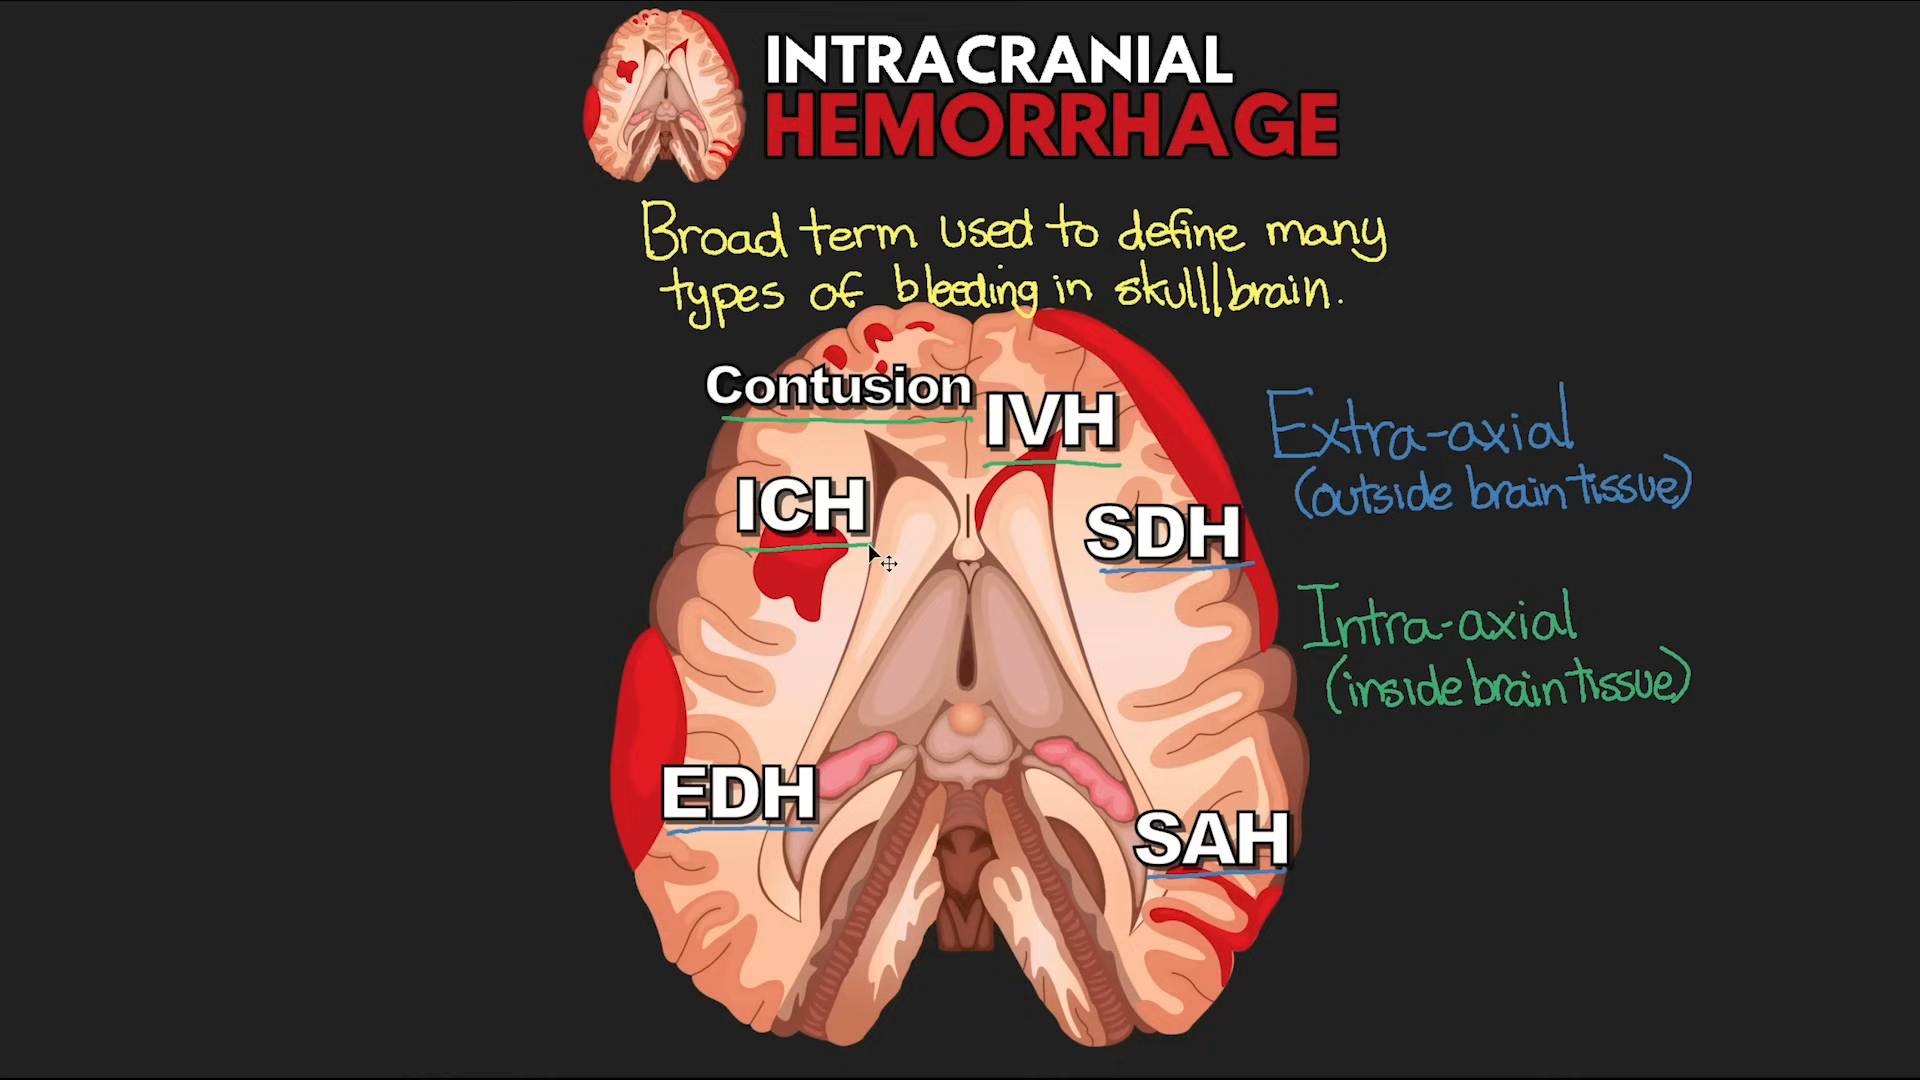 INTRACRANIAL
HEMORRHAGE
Broad term used to define many
types of bleeding in skull/brain.
Contusion
IVH
ICH
SDH
EDH
SAH
Extra-axial
(outside brain tissue)
Intra-axial
(inside brain tissue)